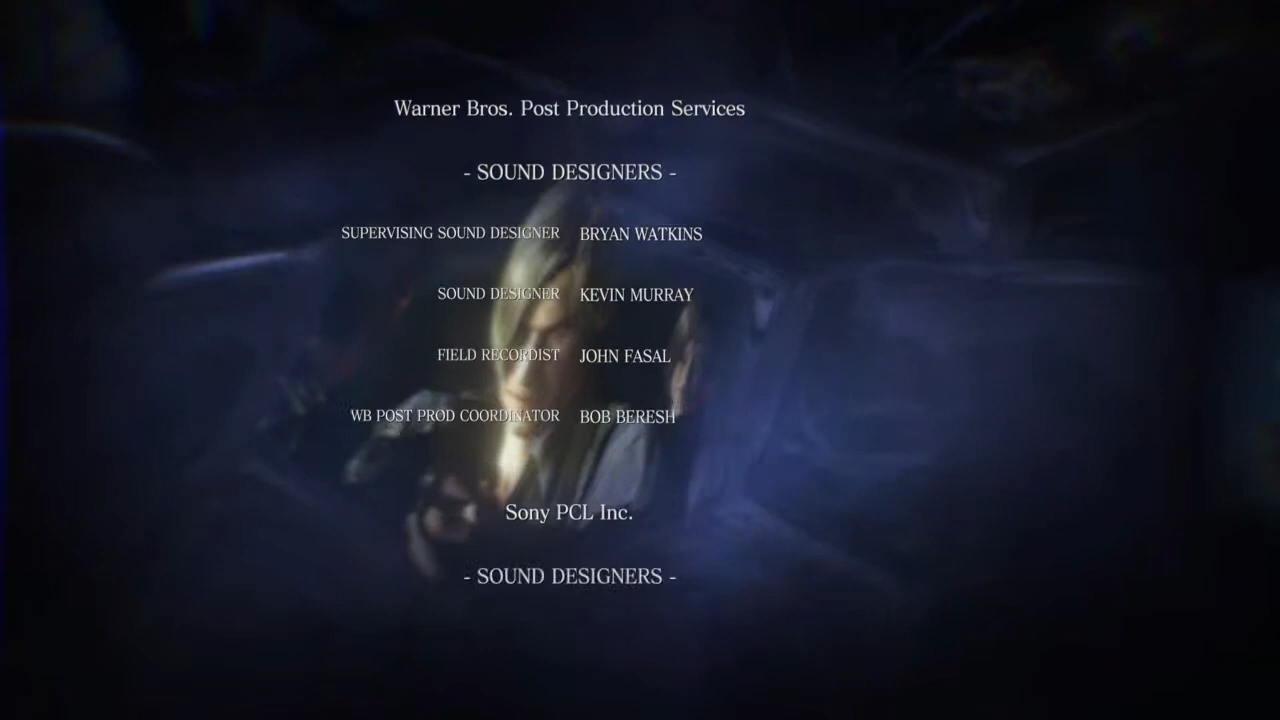 Warner Bros. Post Production Services
- SOUND DESIGNERS -
SUPERVISING SOUND DESIGNER BRYAN WATKINS
SOUND DESIGNER KEVIN MURRAY
FIELD RECORDIST JOHN FASAL
WB POST PROD COORDINATOR BOB BERESH
Sony PCL Inc.
- SOUND DESIGNERS -